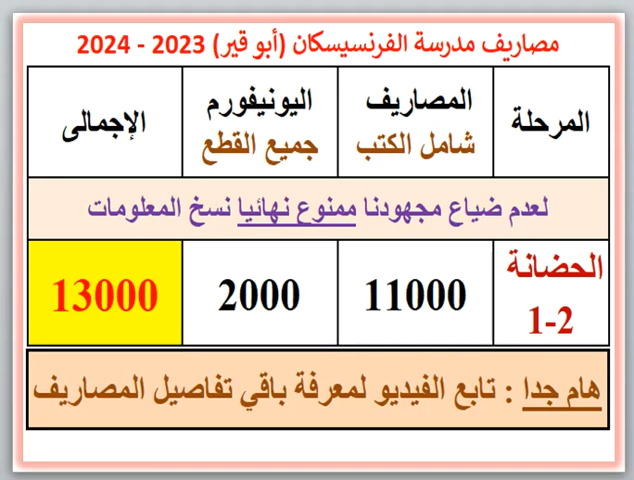 مصاريف مدرسة الفرنسيسكان (أبو قير) 2023 - 2024
المرحلة
المصاريف
شامل الكتب
اليونيفورم
جميع القطع
الإجمالى
لعدم ضياع مجهودنا ممنوع نهائيا نسخ المعلومات
الحضانة
1-2
11000
2000
13000
هام جدا : تابع الفيديو لمعرفة باقي تفاصيل المصاريف